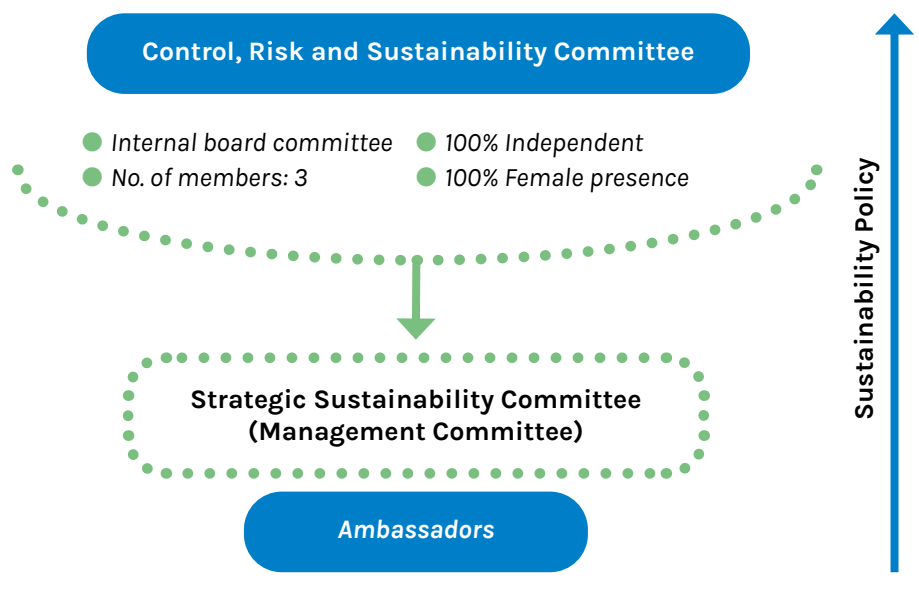 Control, Risk and Sustainability Committee
Internal board committee
No. of members: 3
100% Independent
100% Female presence
Strategic Sustainability Committee
(Management Committee)
Ambassadors
Sustainability Policy